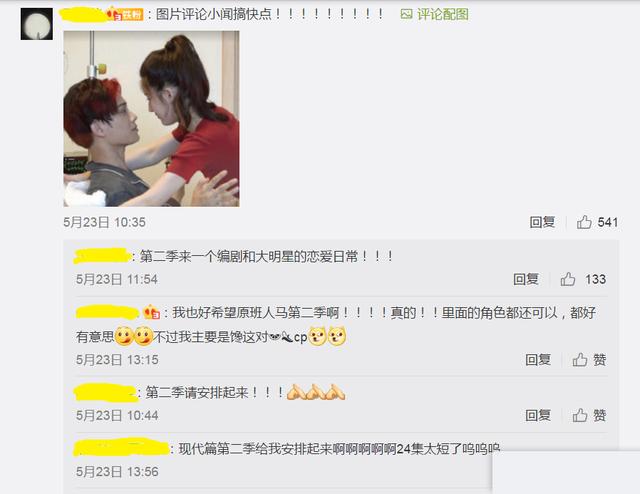 铁粉：图片评论小闻搞快点！！！！！！！！！ 评论配图
5月23日 10:35 回复 541
：第二季来一个编剧和大明星的恋爱日常！！！
5月23日 11:54 回复 133
：我也好希望原班人马第二季啊！！！！真的！！里面的角色都还可以，都好
有意思不过我主要是馋这对cp
5月23日 13:15 回复 赞
：第二季请安排起来！！！
5月23日 10:44 回复 赞
：现代篇第二季给我安排起来啊啊啊啊啊24集太短了呜呜呜
5月23日 13:56